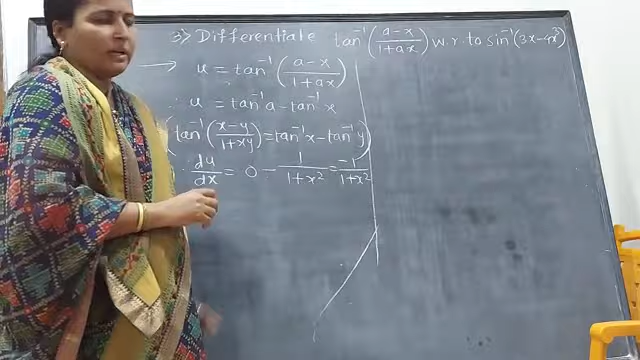 3) Differentiate tan⁻¹((a-x)/(1+ax)) w.r.to sin⁻¹(3x-4x³)
→ u = tan⁻¹((a-x)/(1+ax))
∴ u = tan⁻¹a - tan⁻¹x
(tan⁻¹((x-y)/(1+xy)) = tan⁻¹x - tan⁻¹y)
du/dx = 0 - 1/(1+x²) = -1/(1+x²)